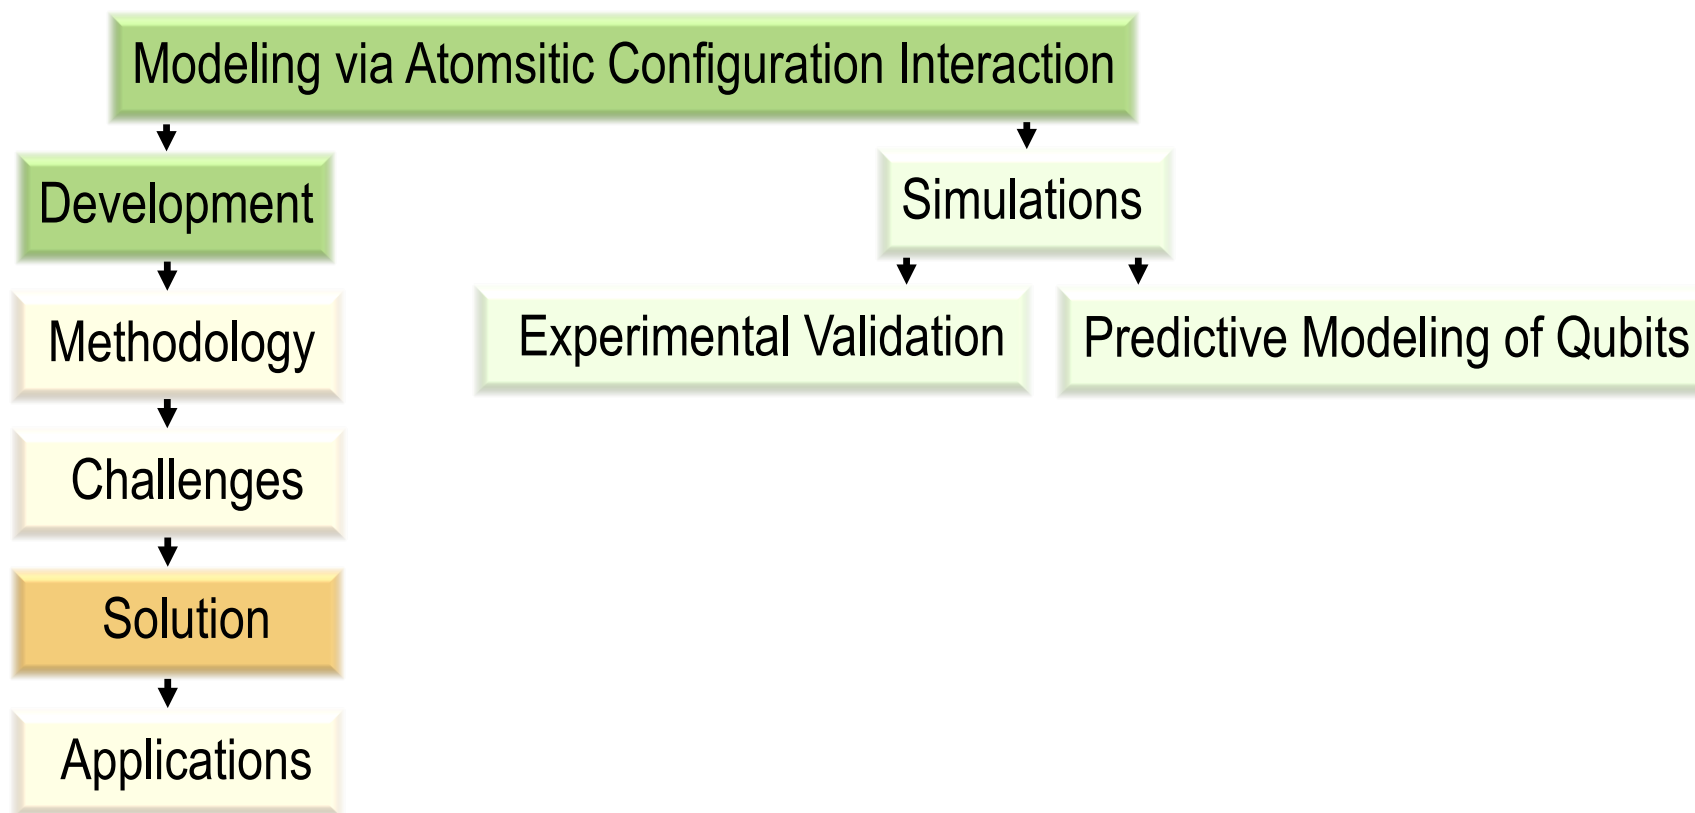 Modeling via Atomsitic Configuration Interaction
Development
Simulations
Methodology
Experimental Validation
Predictive Modeling of Qubits
Challenges
Solution
Applications